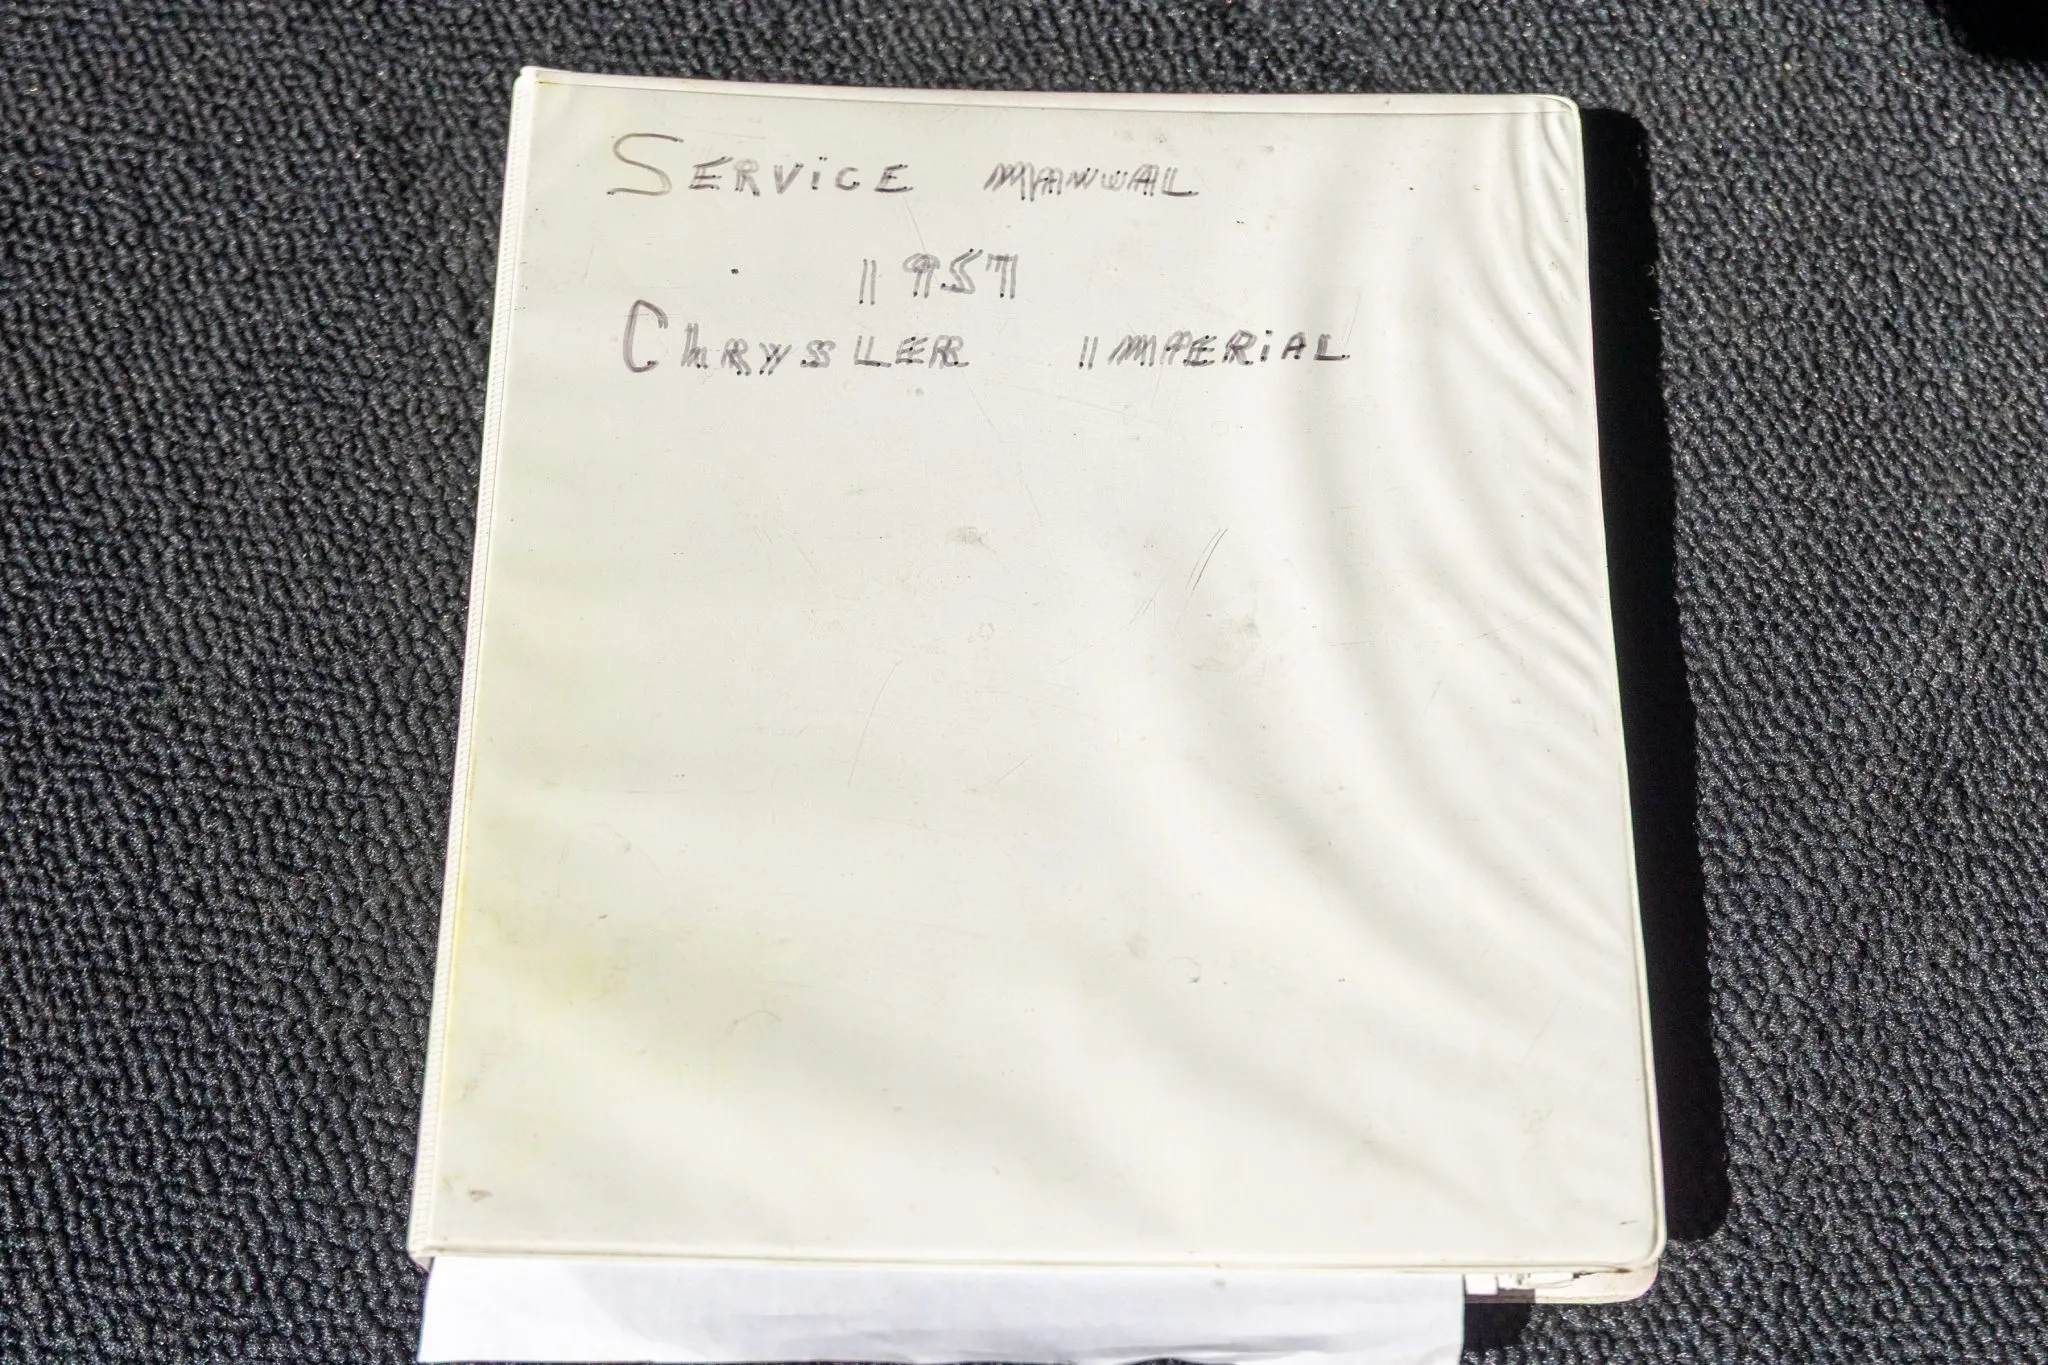 SERViCE MANUAL
1957
CHRYSLER IMPERiAL